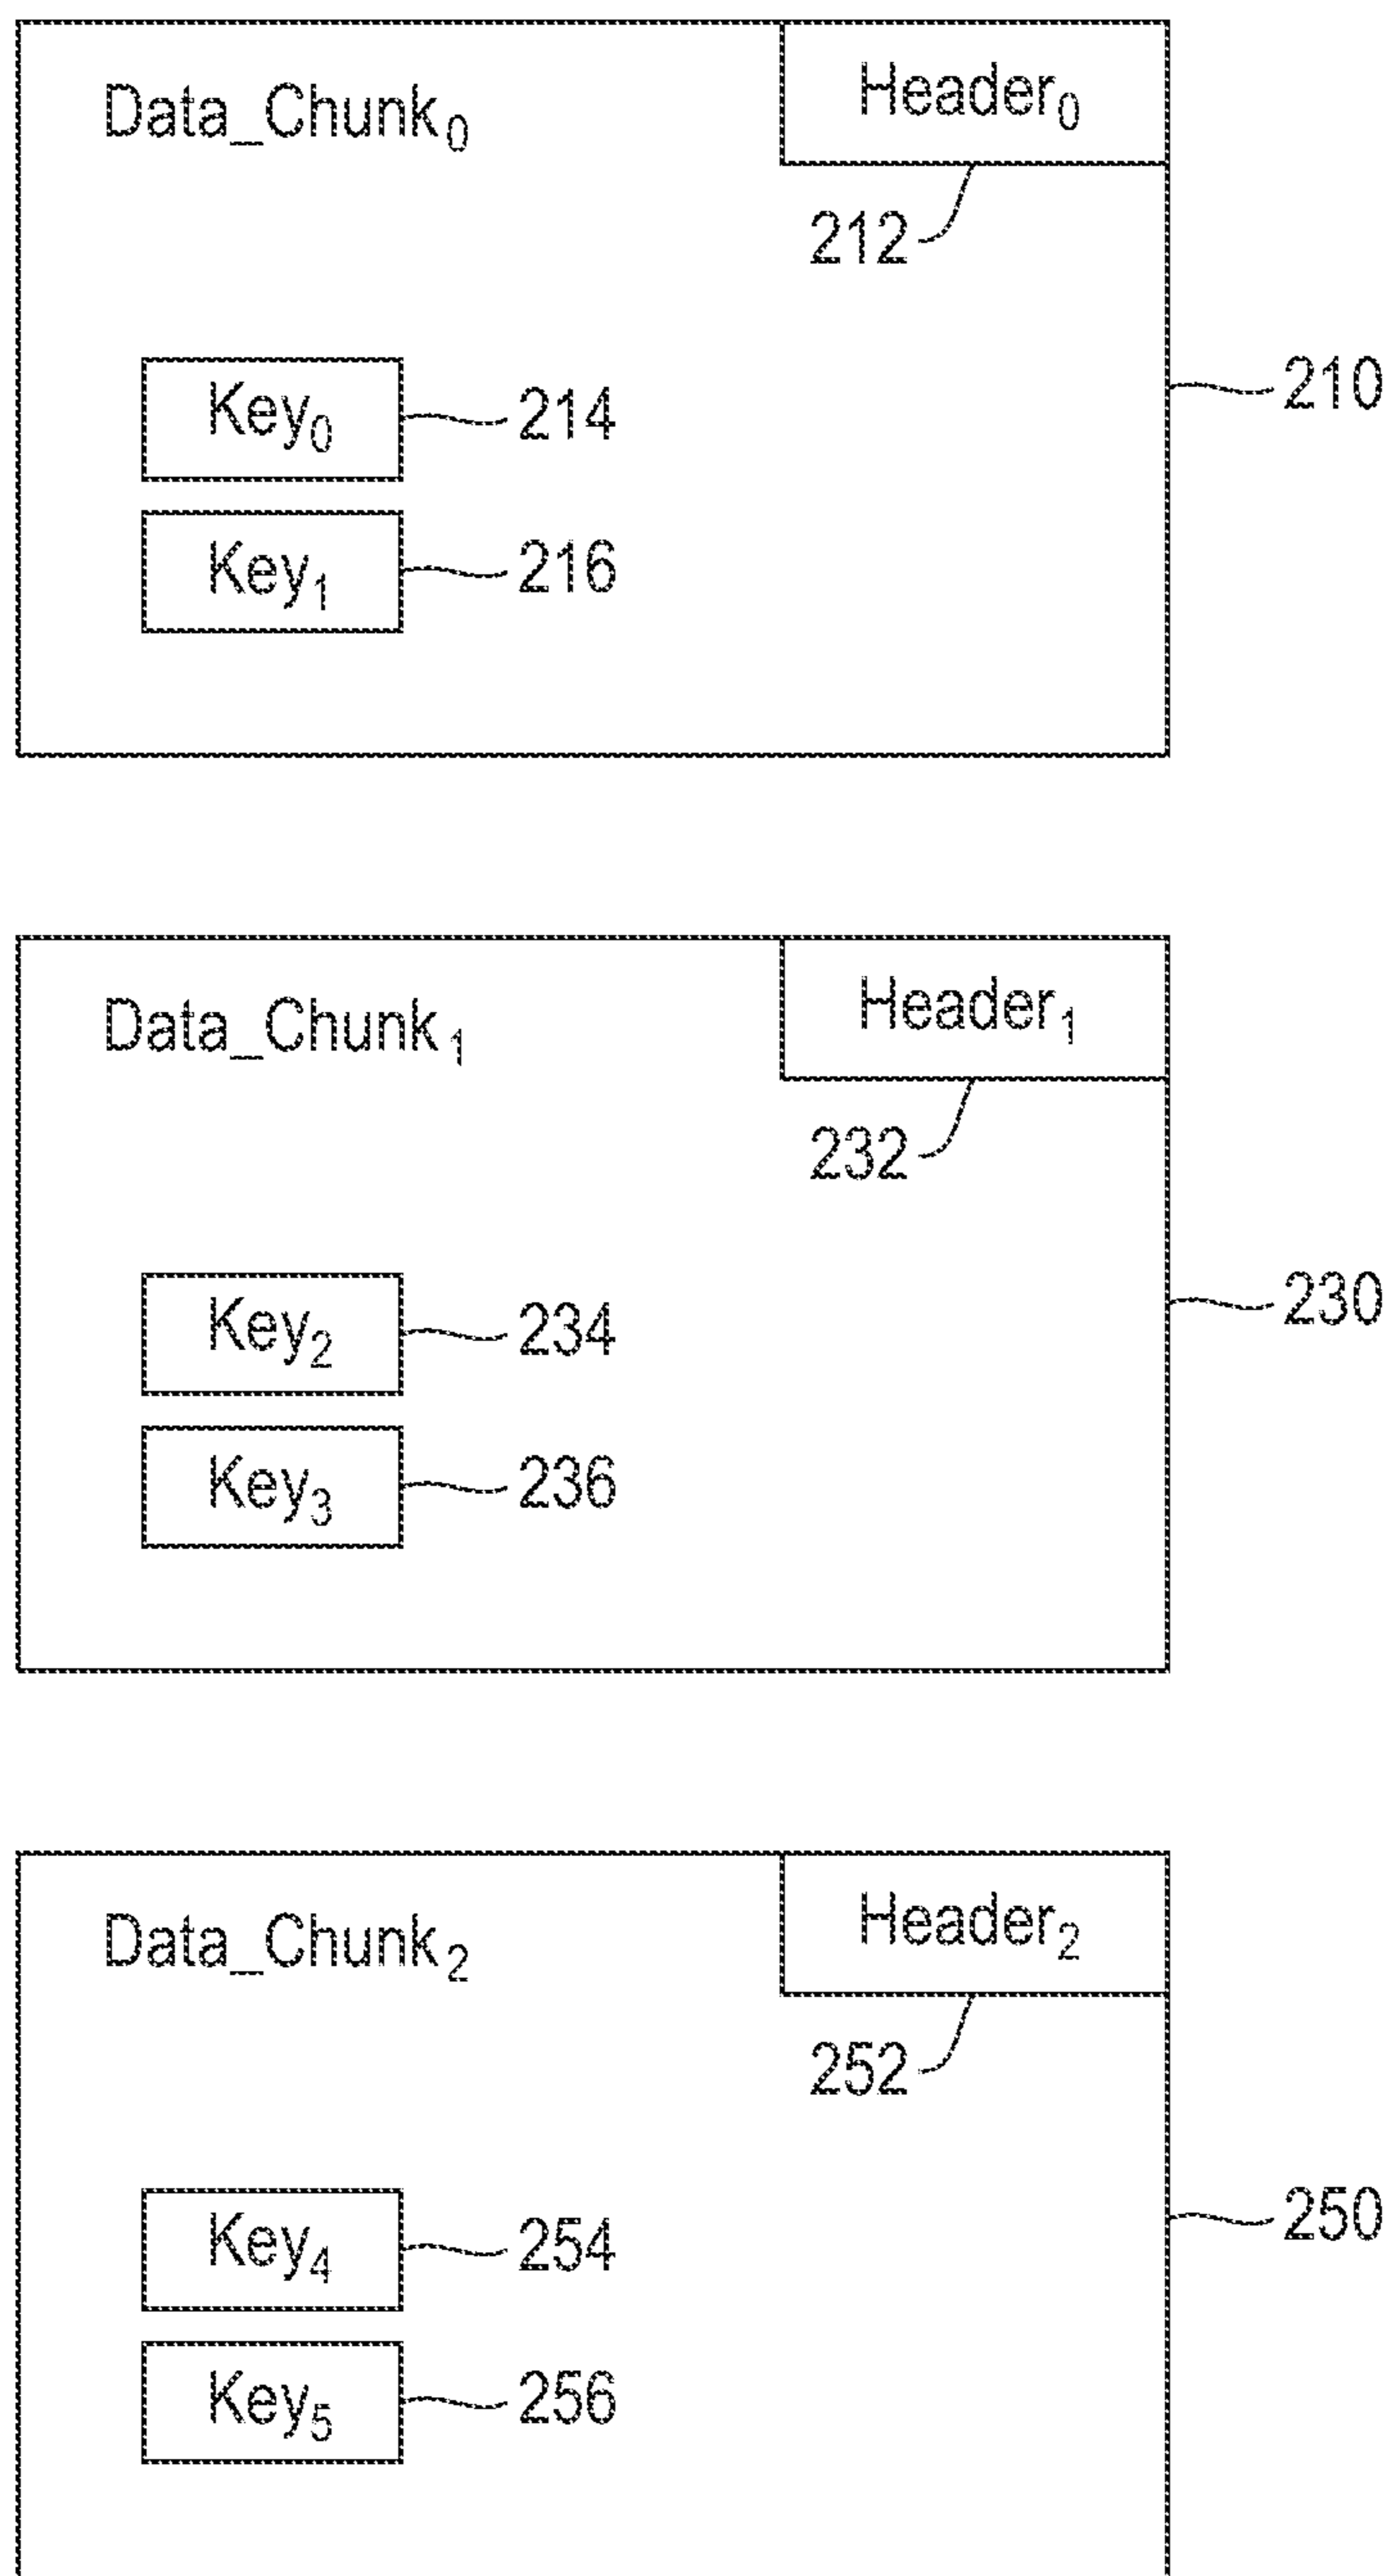 Data_Chunk₀
Header₀
212
210
Key₀ 214
Key₁ 216
Data_Chunk₁
Header₁
232
230
Key₂ 234
Key₃ 236
Data_Chunk₂
Header₂
252
250
Key₄ 254
Key₅ 256